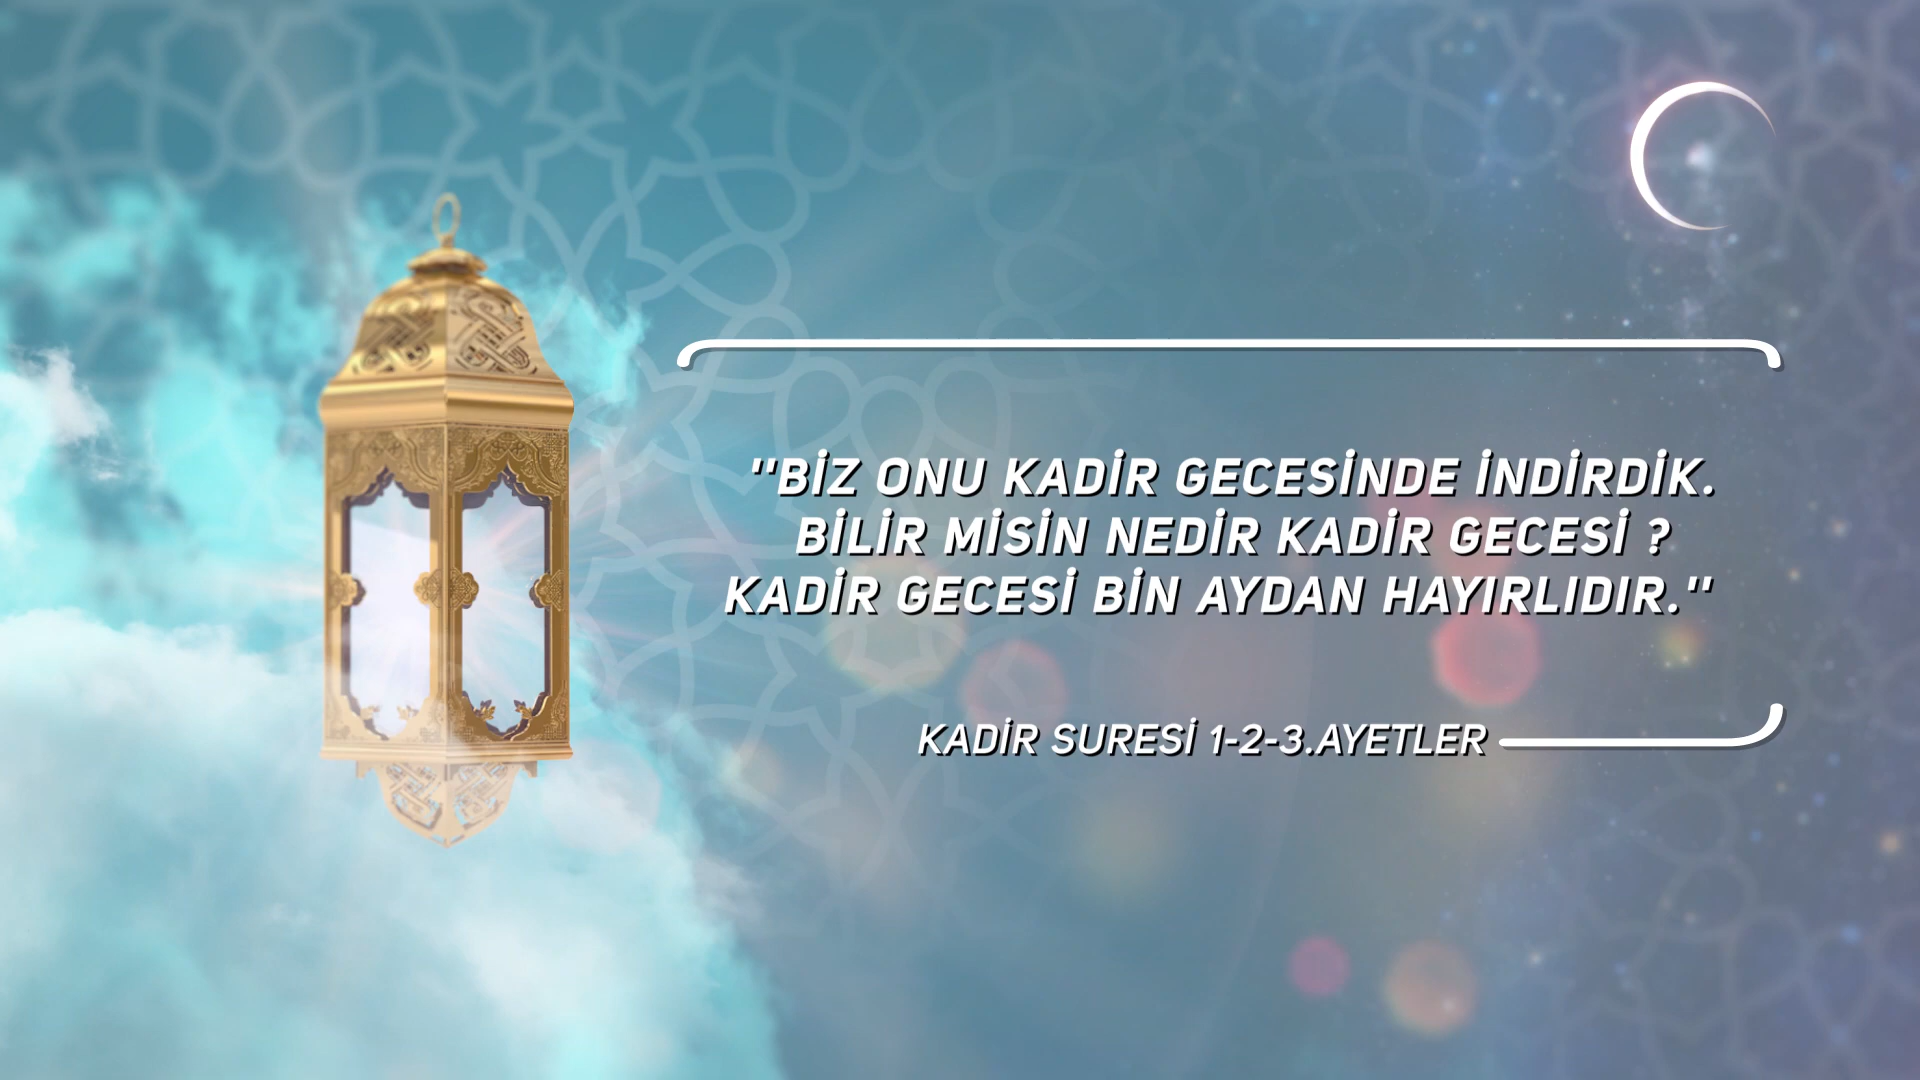 "BİZ ONU KADİR GECESİNDE İNDİRDİK.
BİLİR MİSİN NEDİR KADİR GECESİ ?
KADİR GECESİ BİN AYDAN HAYIRLIDIR."
KADİR SURESİ 1-2-3.AYETLER